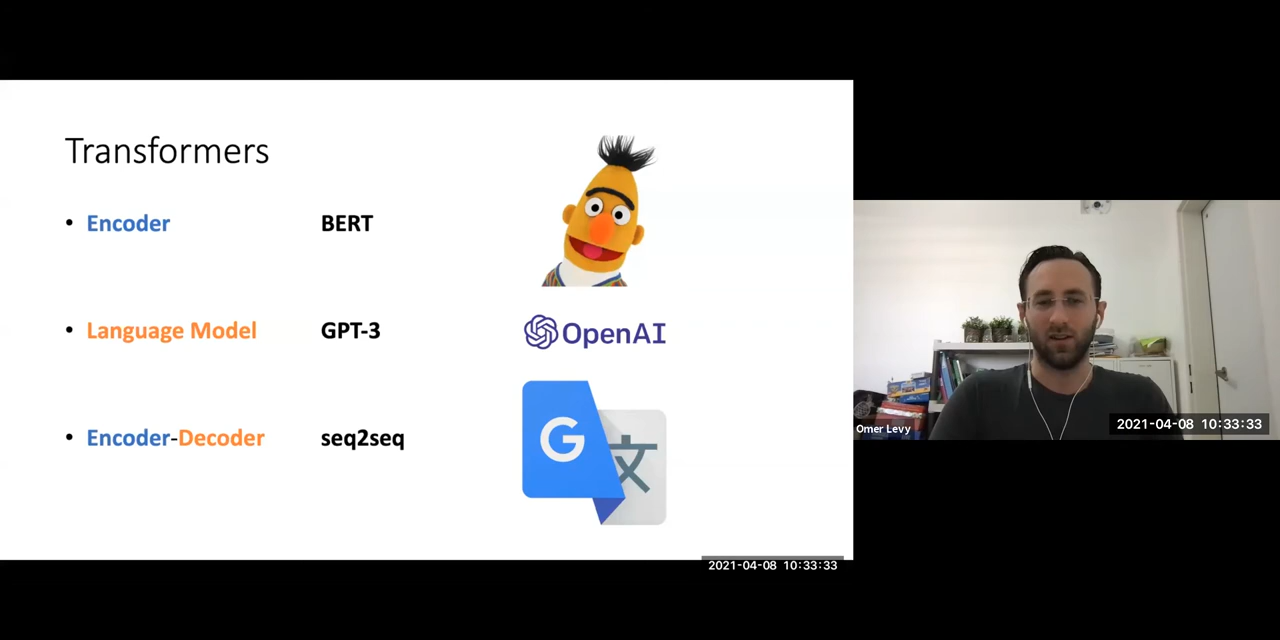 Transformers
• Encoder BERT
• Language Model GPT-3
OpenAI
• Encoder-Decoder seq2seq
G 文
2021-04-08 10:33:33
Omer Levy
2021-04-08 10:33:33